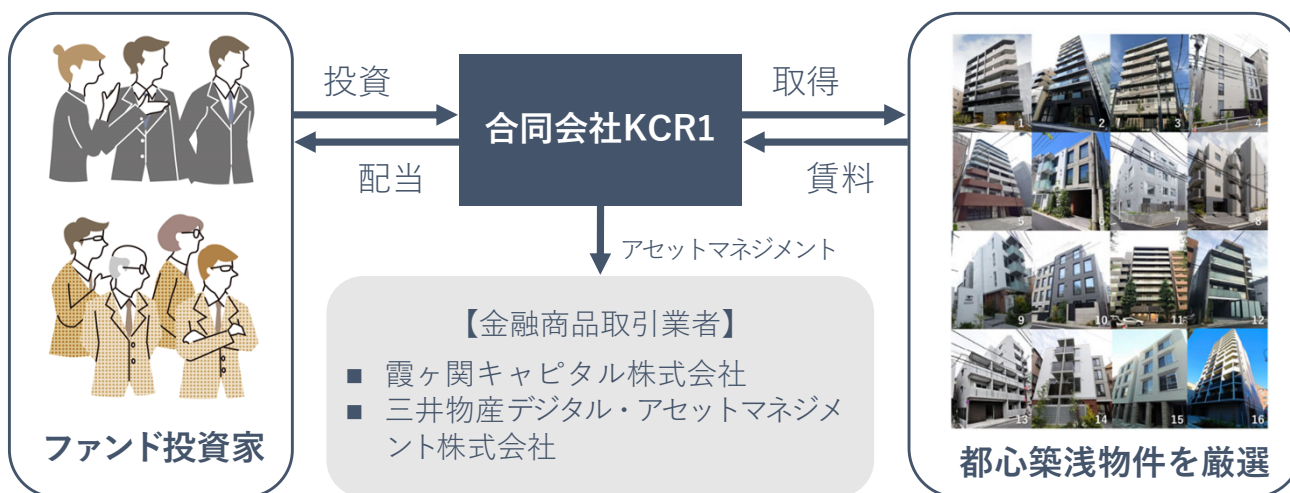 投資
配当
合同会社KCR1
取得
賃料
アセットマネジメント
【金融商品取引業者】
■ 霞ヶ関キャピタル株式会社
■ 三井物産デジタル・アセットマネジメ
ント株式会社
ファンド投資家
1
2
3
4
5
6
7
8
9
10
11
12
13
14
15
16
都心築浅物件を厳選